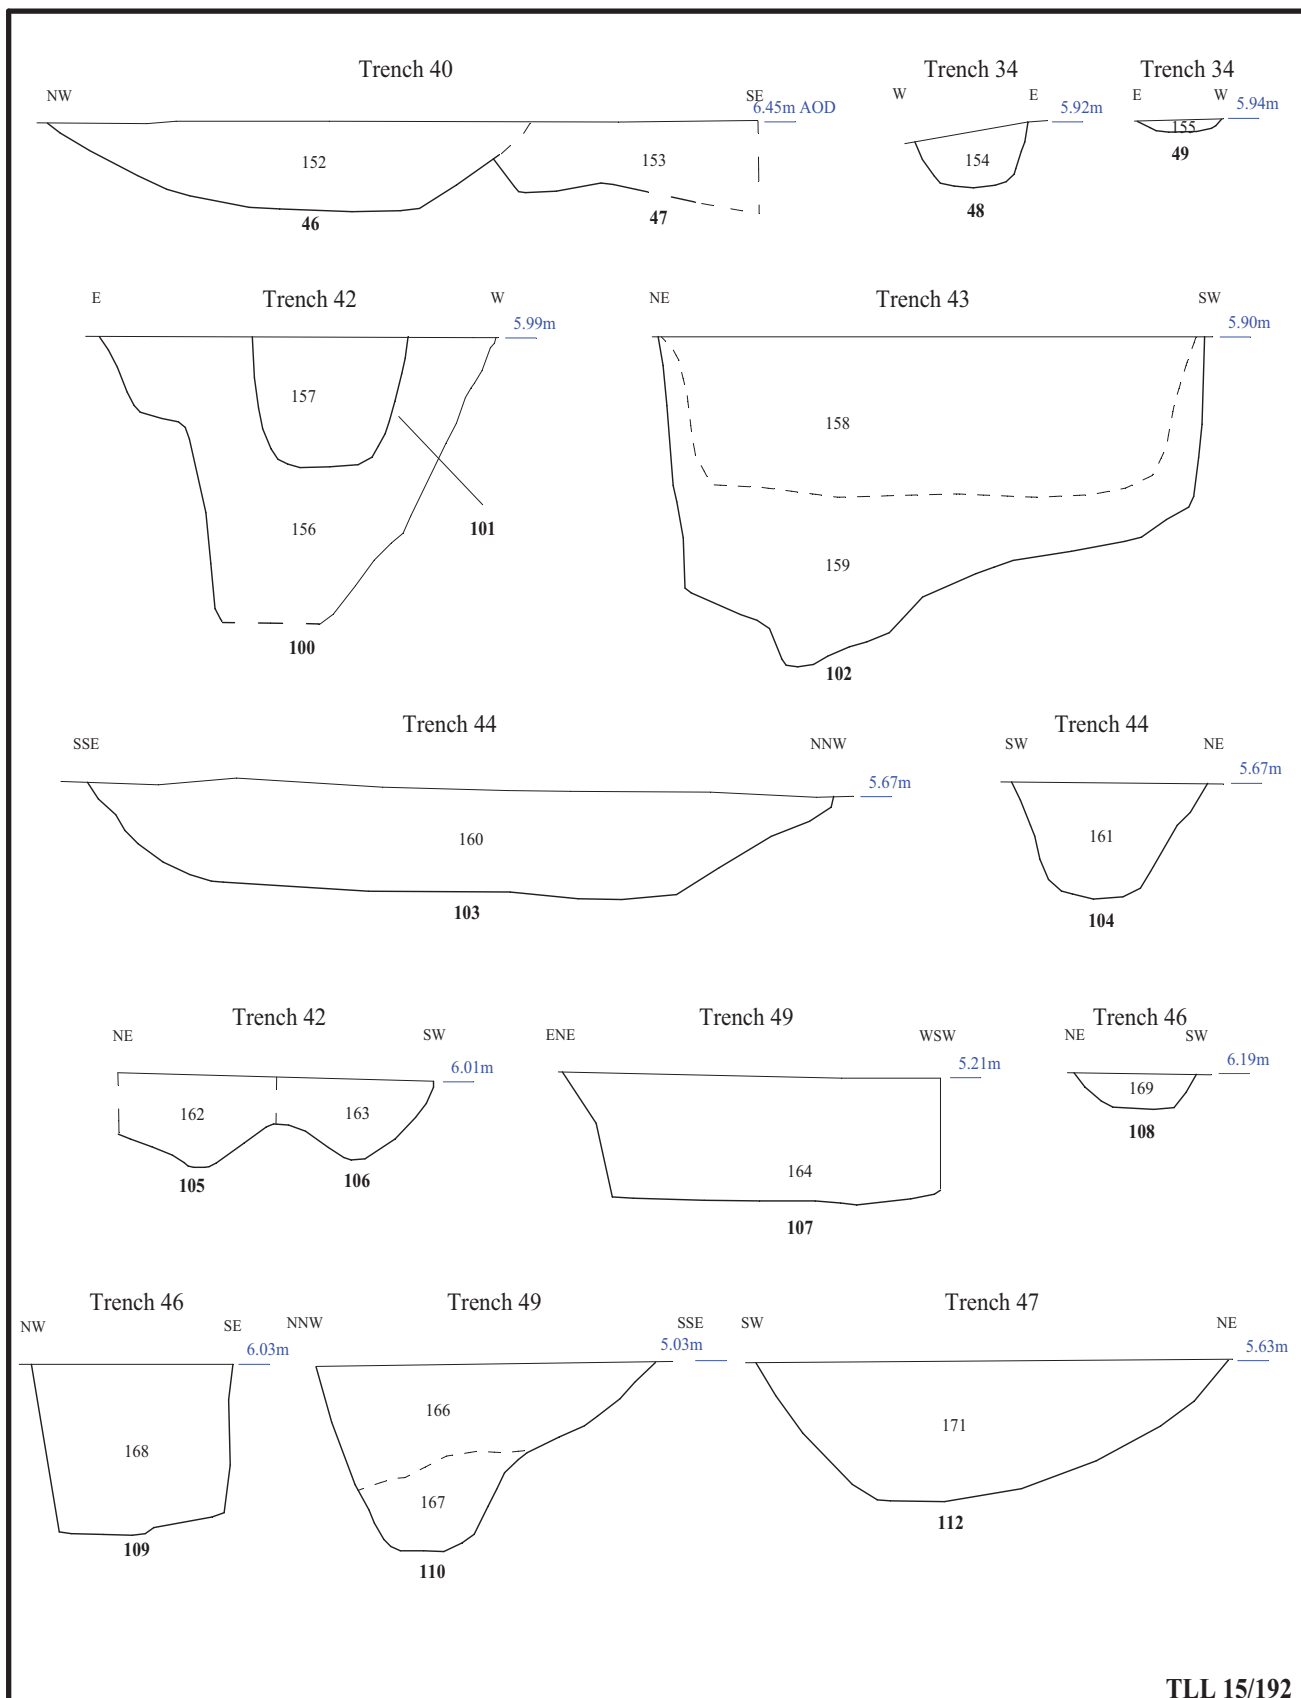 Trench 40
NW
SE
6.45m AOD
152
153
46
47
Trench 34
W
E
5.92m
154
48
Trench 34
E
W
5.94m
155
49
Trench 42
E
W
5.99m
157
156
101
100
Trench 43
NE
SW
5.90m
158
159
102
Trench 44
SSE
NNW
5.67m
160
103
Trench 44
SW
NE
5.67m
161
104
Trench 42
NE
SW
6.01m
162
163
105
106
Trench 49
ENE
WSW
5.21m
164
107
Trench 46
NE
SW
6.19m
169
108
Trench 46
NW
SE
6.03m
168
109
Trench 49
NNW
SSE
5.03m
166
167
110
Trench 47
SW
NE
5.63m
171
112
TLL 15/192